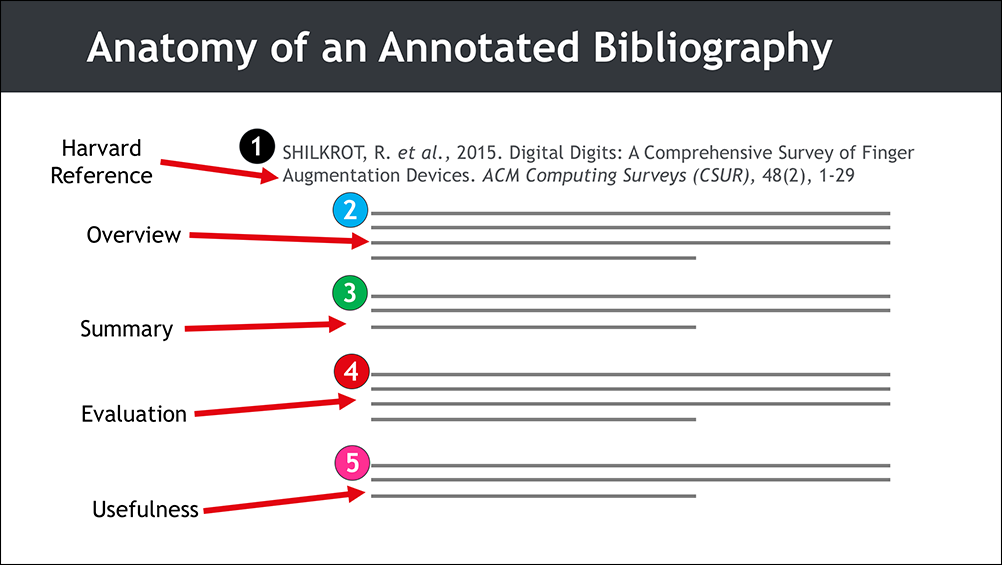 Anatomy of an Annotated Bibliography
Harvard
Reference
1
SHILKROT, R. et al., 2015. Digital Digits: A Comprehensive Survey of Finger
Augmentation Devices. ACM Computing Surveys (CSUR), 48(2), 1-29
2
Overview
3
Summary
4
Evaluation
5
Usefulness